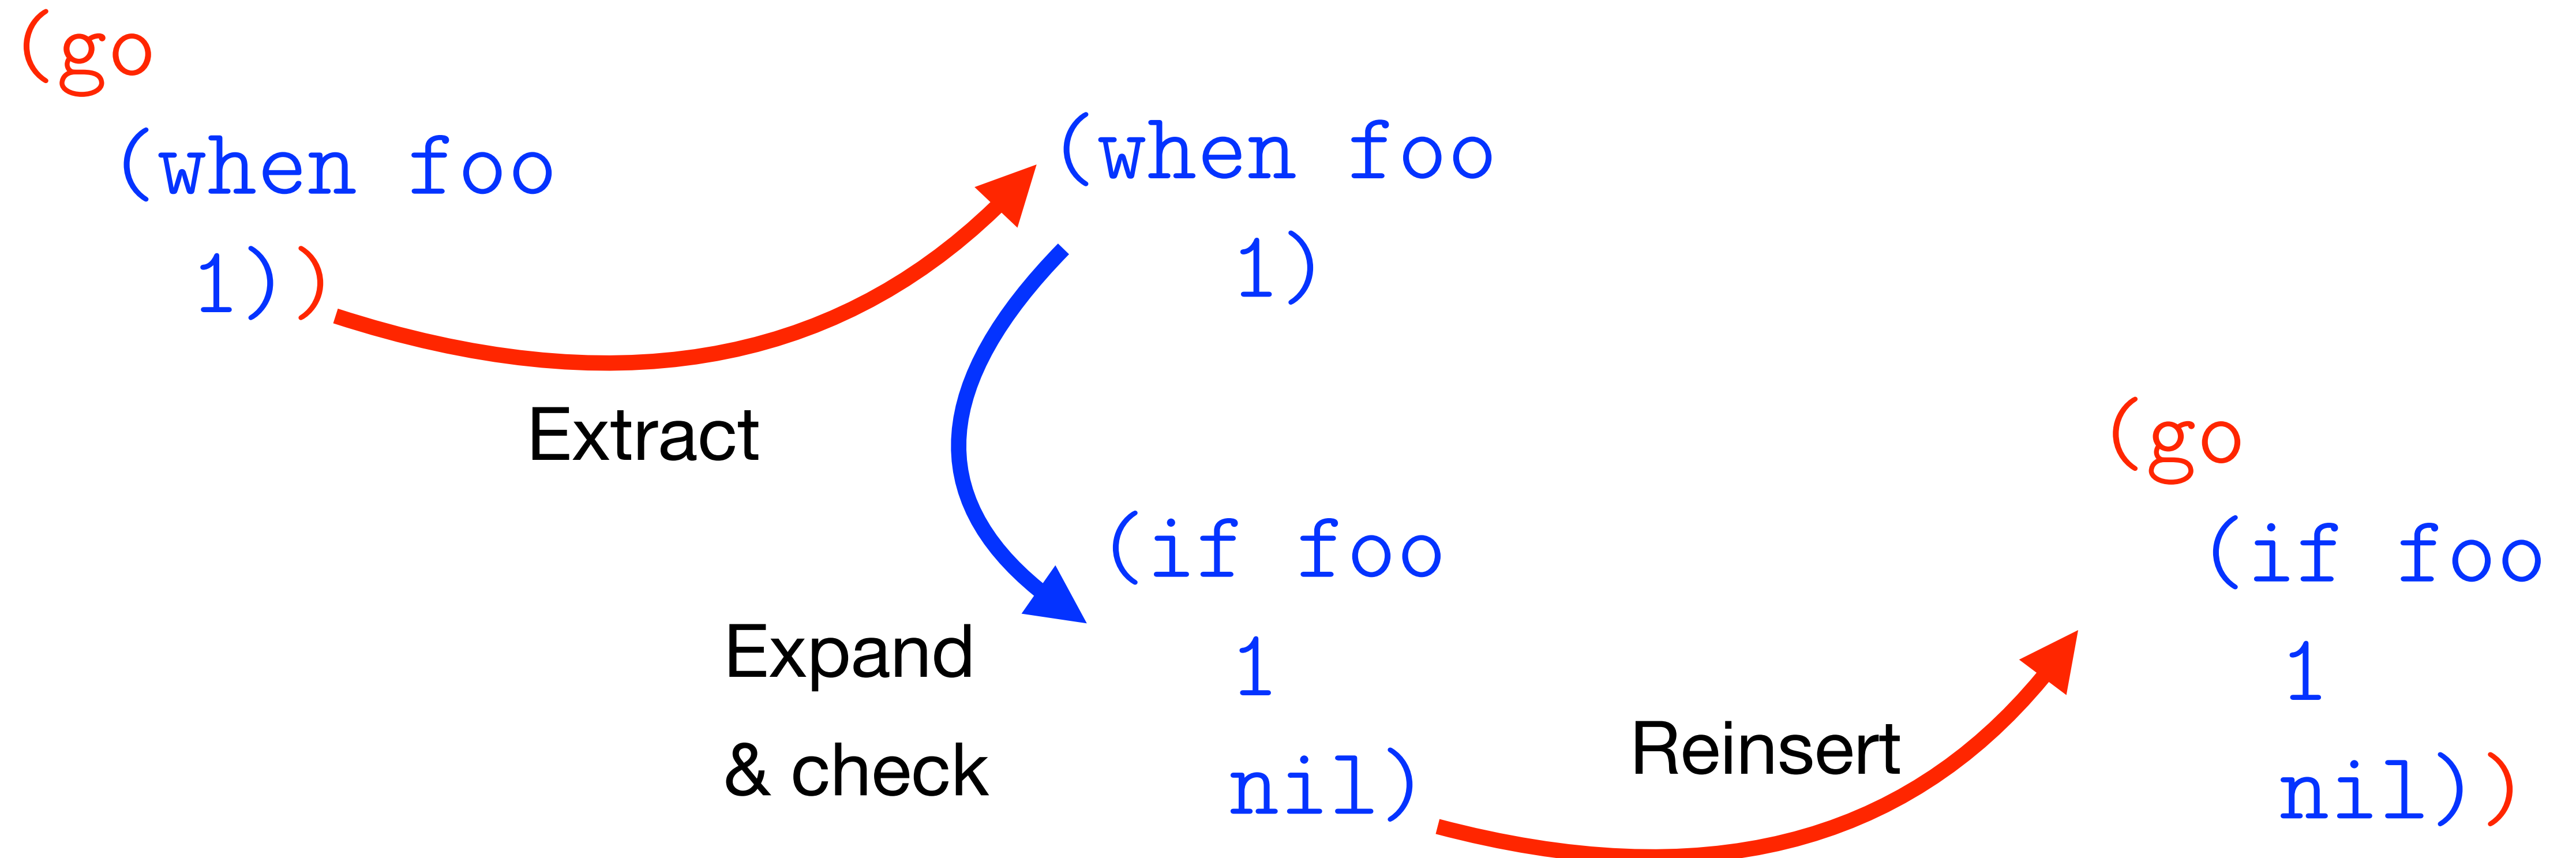 (go
(when foo
1))
Extract
(when foo
1)
Expand
& check
(if foo
1
nil)
Reinsert
(go
(if foo
1
nil))